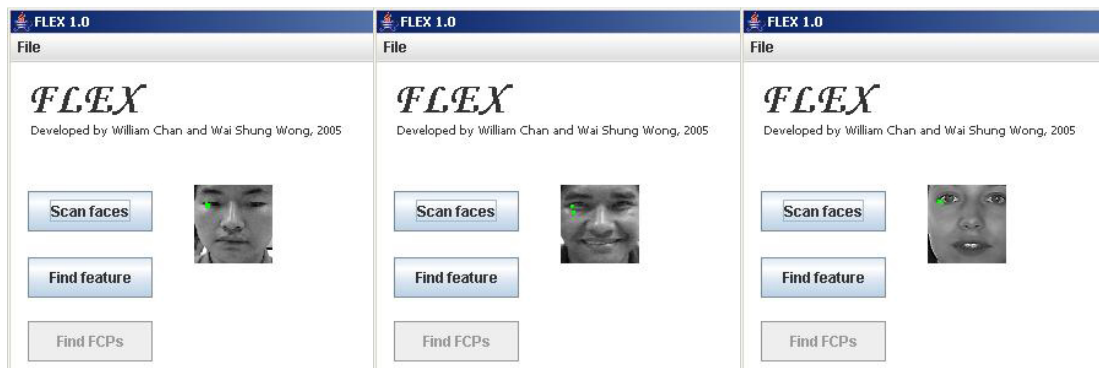 FLEX 1.0
File
FLEX
Developed by William Chan and Wai Shung Wong, 2005
Scan faces
Find feature
Find FCPs
FLEX 1.0
File
FLEX
Developed by William Chan and Wai Shung Wong, 2005
Scan faces
Find feature
Find FCPs
FLEX 1.0
File
FLEX
Developed by William Chan and Wai Shung Wong, 2005
Scan faces
Find feature
Find FCPs